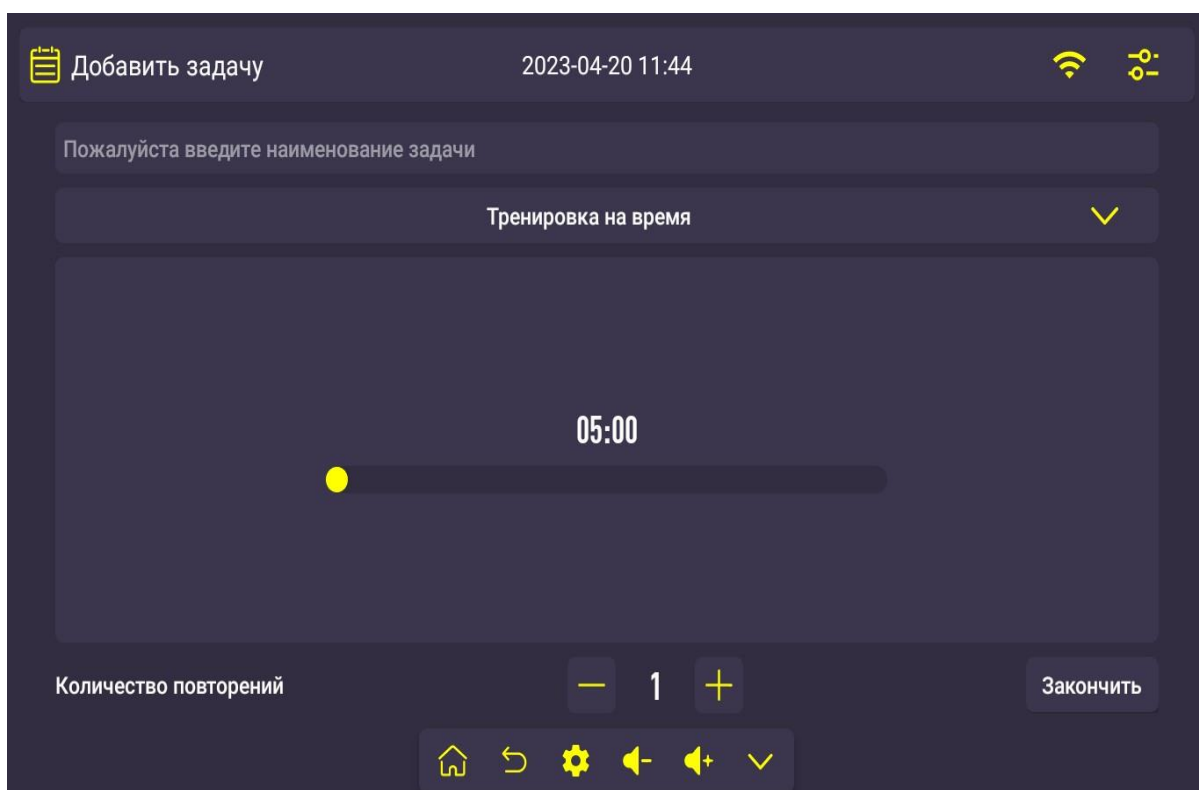 Добавить задачу 2023-04-20 11:44
Пожалуйста введите наименование задачи
Тренировка на время
05:00
Количество повторений 1 Закончить